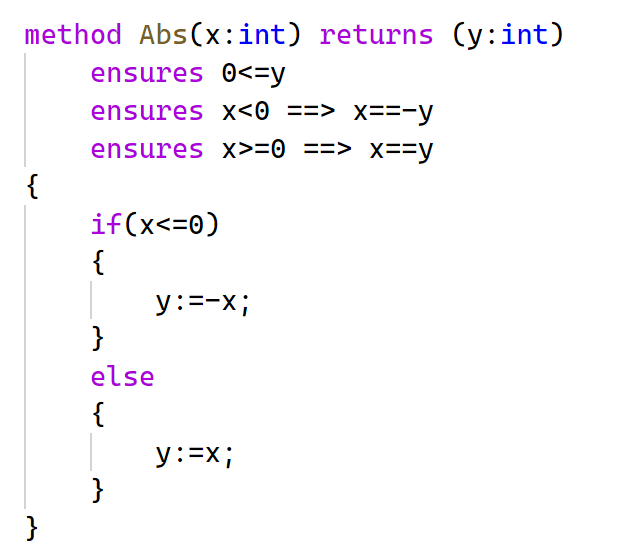 method Abs(x:int) returns (y:int)
    ensures 0<=y
    ensures x<0 ==> x==-y
    ensures x>=0 ==> x==y
{
    if(x<=0)
    {
        y:=-x;
    }
    else
    {
        y:=x;
    }
}